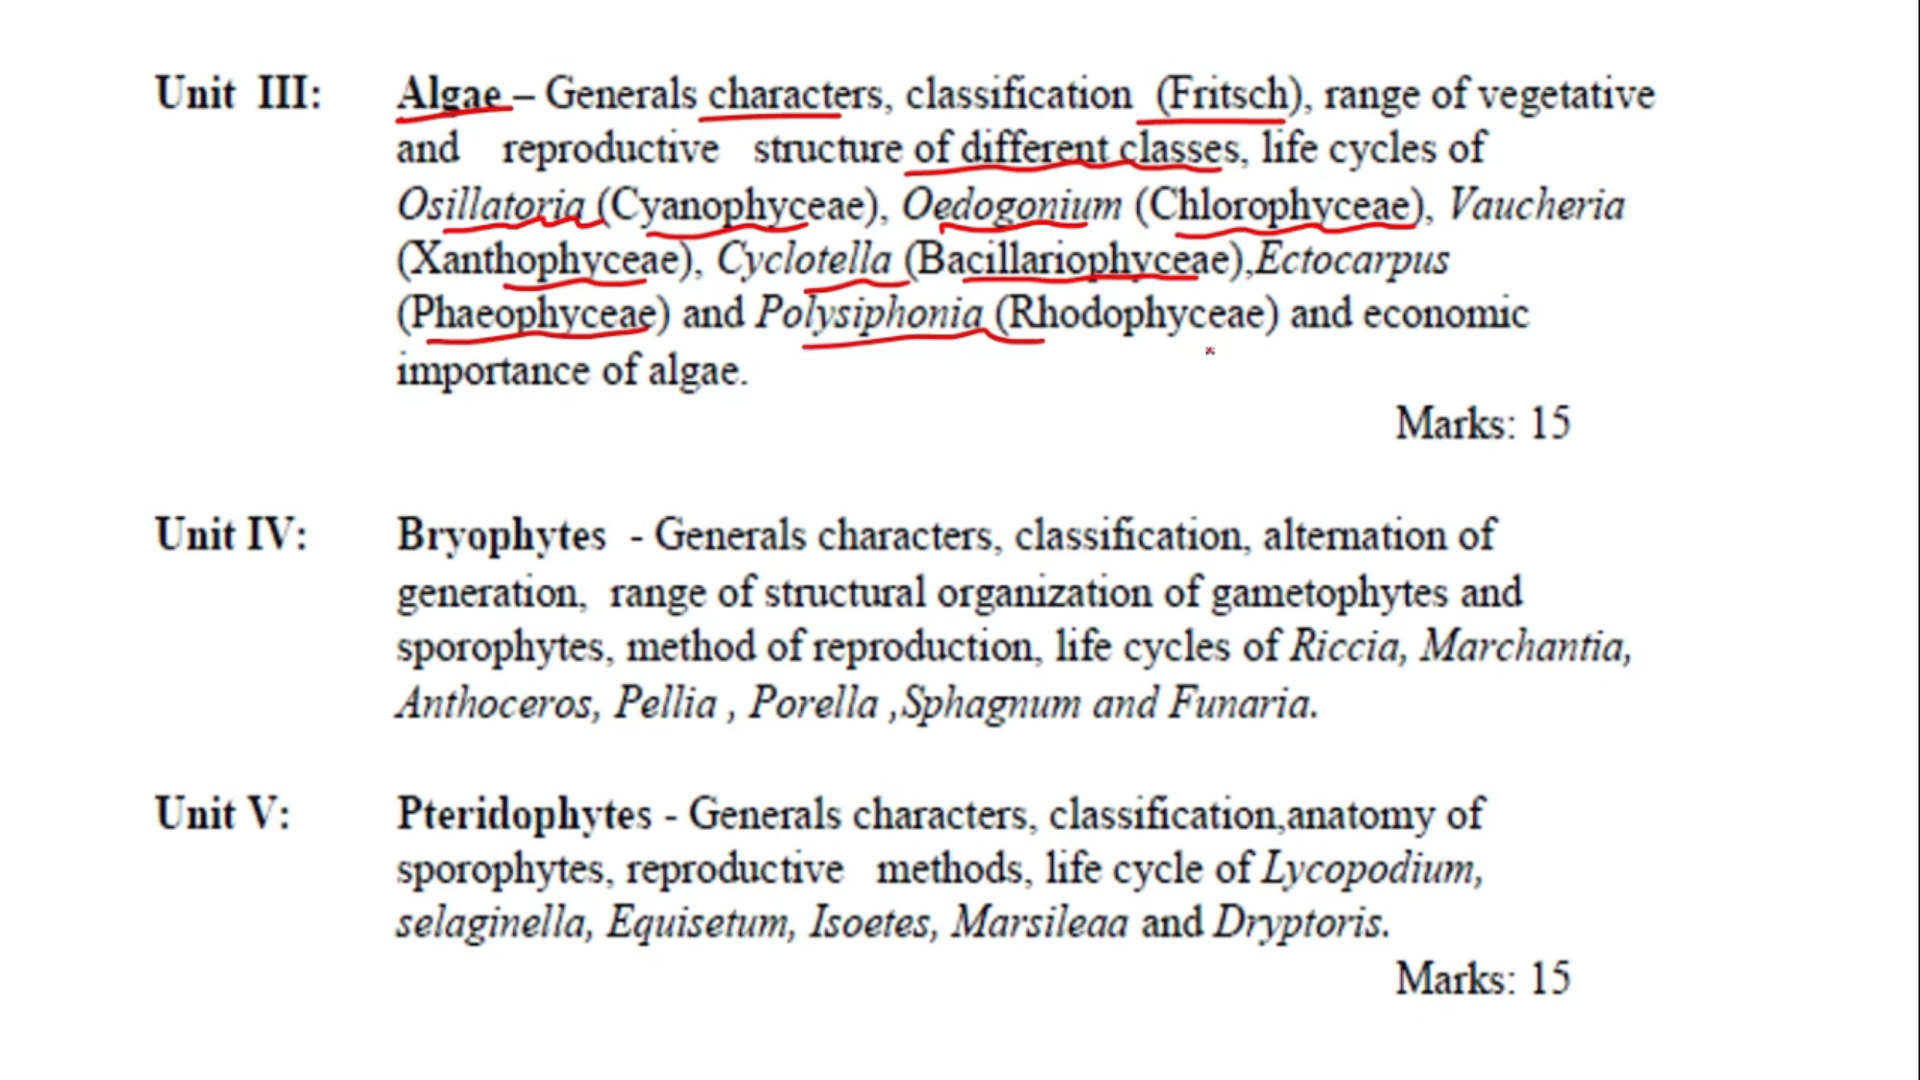 Unit III: Algae – Generals characters, classification (Fritsch), range of vegetative
and reproductive structure of different classes, life cycles of
Osillatoria (Cyanophyceae), Oedogonium (Chlorophyceae), Vaucheria
(Xanthophyceae), Cyclotella (Bacillariophyceae),Ectocarpus
(Phaeophyceae) and Polysiphonia (Rhodophyceae) and economic
importance of algae.
Marks: 15
Unit IV: Bryophytes - Generals characters, classification, alternation of
generation, range of structural organization of gametophytes and
sporophytes, method of reproduction, life cycles of Riccia, Marchantia,
Anthoceros, Pellia , Porella ,Sphagnum and Funaria.
Unit V: Pteridophytes - Generals characters, classification,anatomy of
sporophytes, reproductive methods, life cycle of Lycopodium,
selaginella, Equisetum, Isoetes, Marsileaa and Dryptoris.
Marks: 15